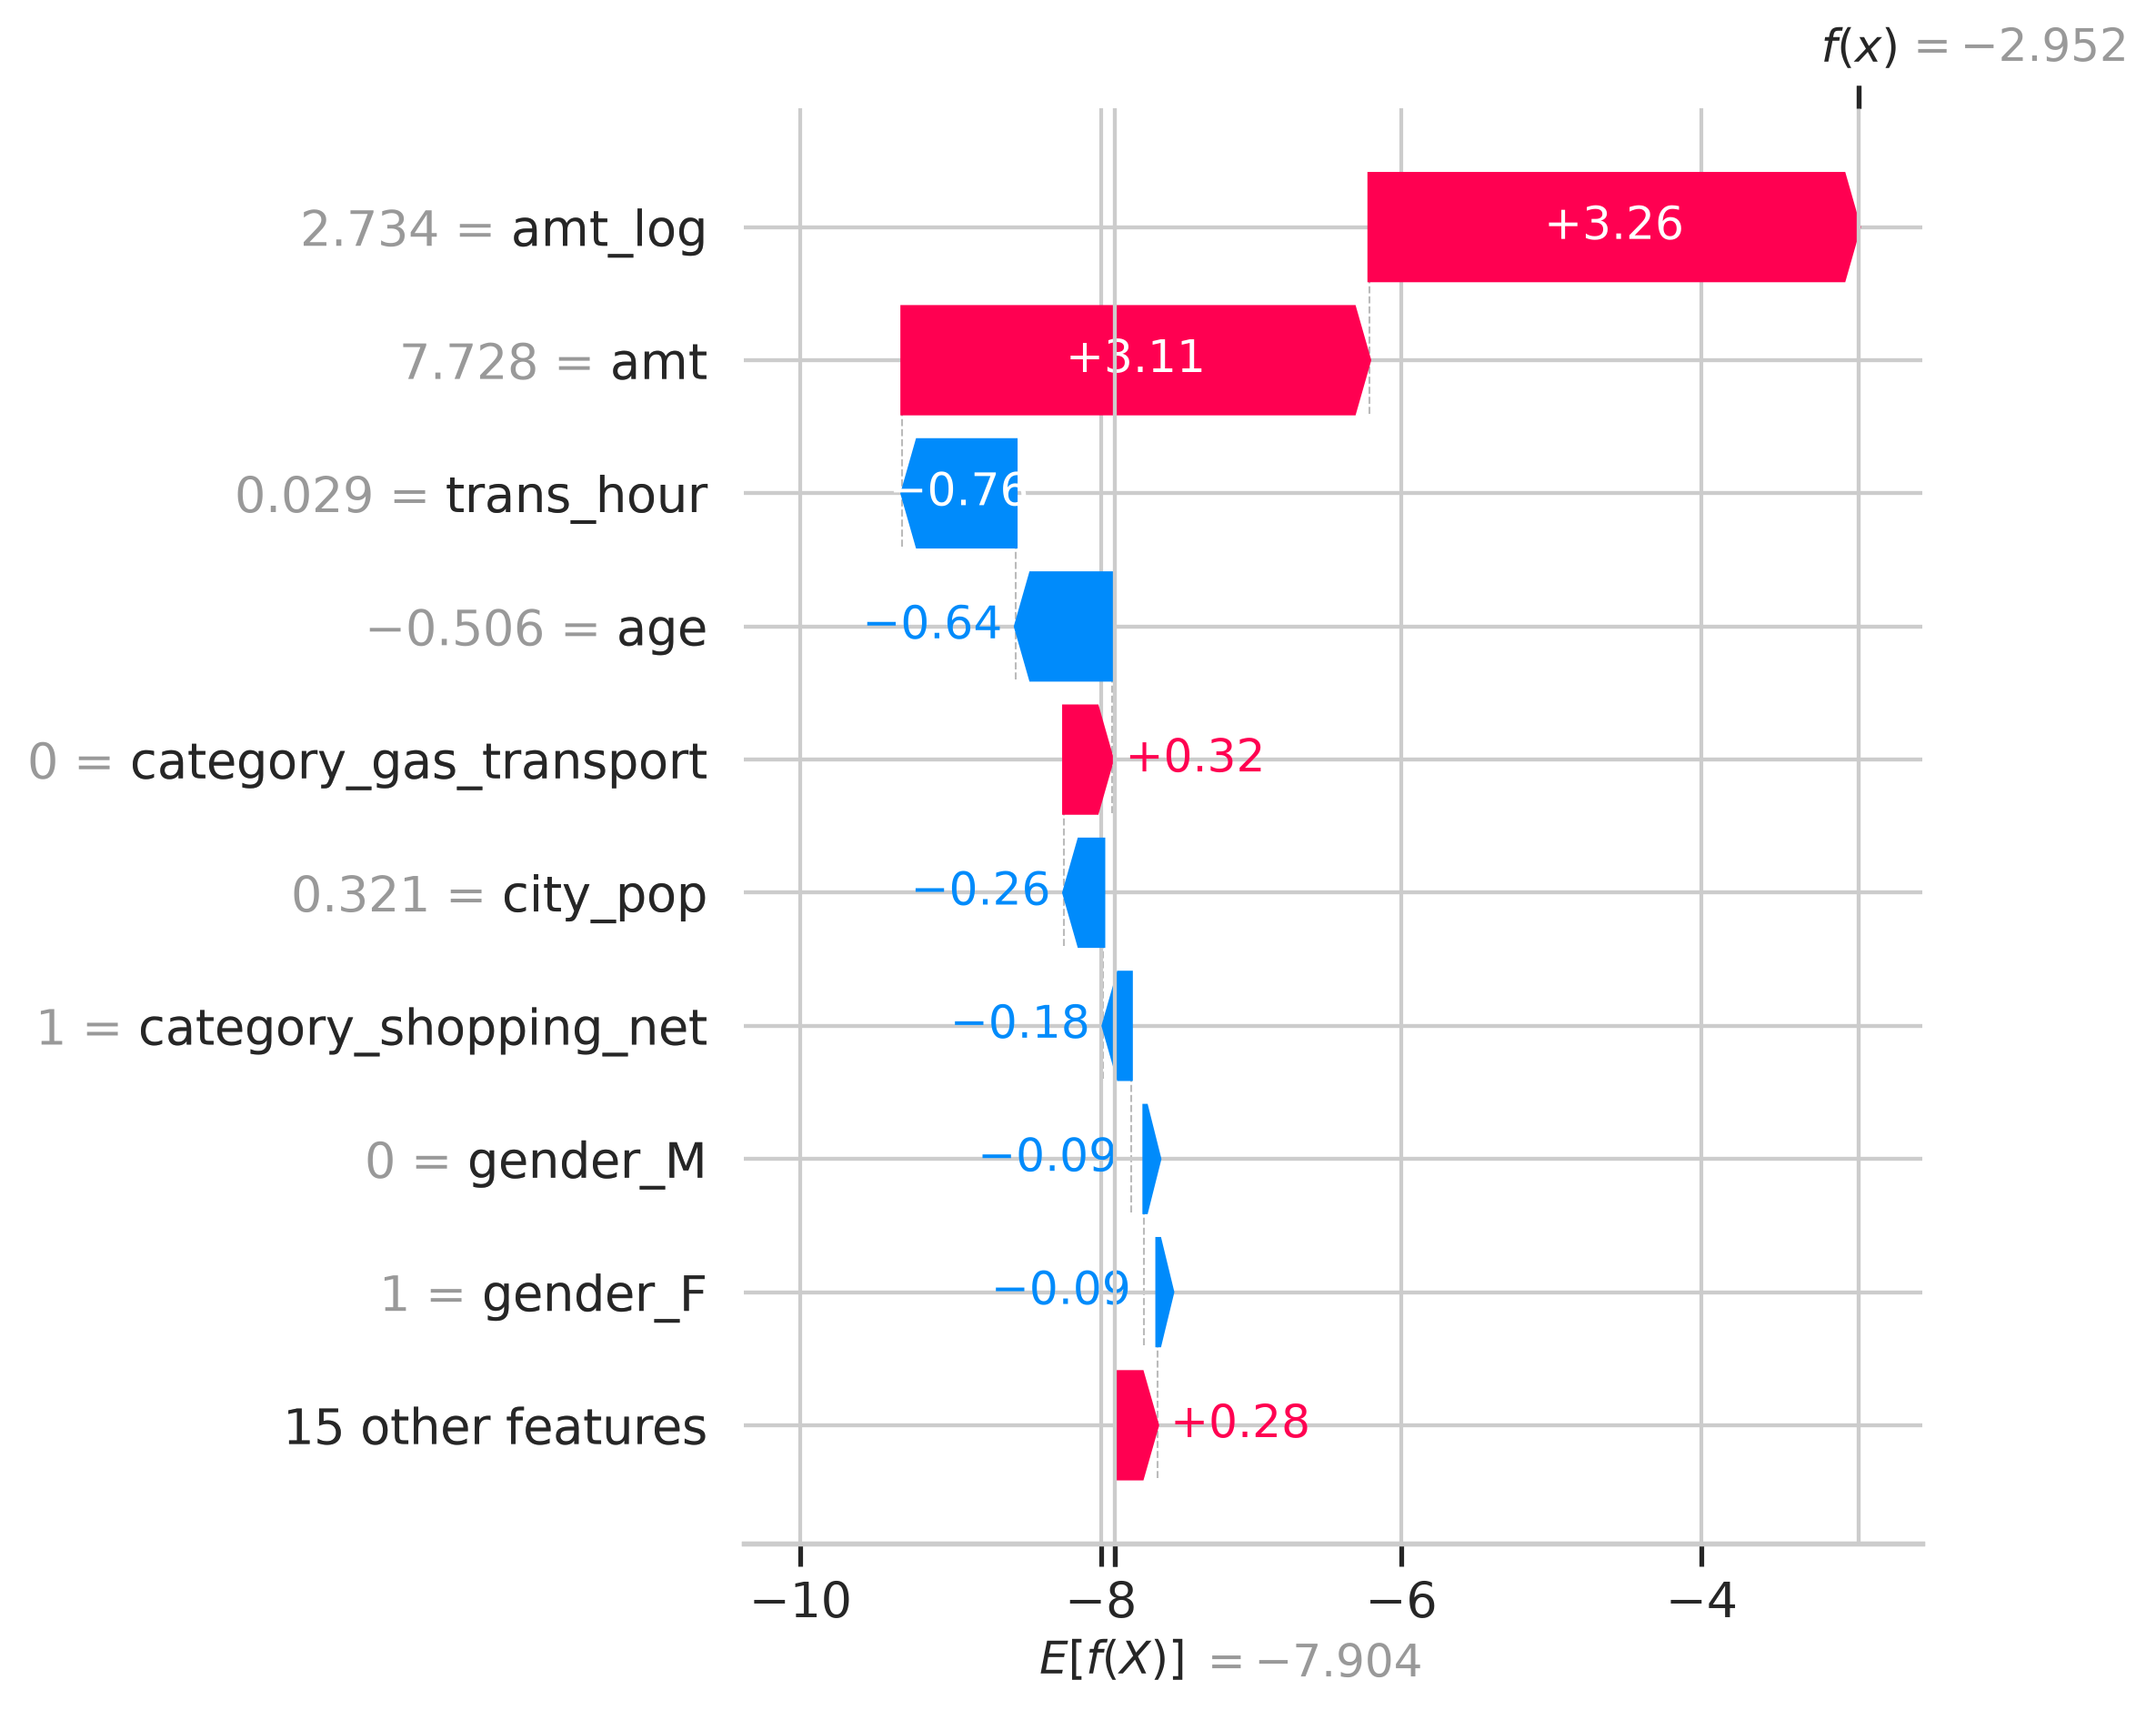 f(x) = −2.952
2.734 = amt_log
+3.26
7.728 = amt
+3.11
0.029 = trans_hour
−0.76
−0.506 = age
−0.64
0 = category_gas_transport
+0.32
0.321 = city_pop
−0.26
1 = category_shopping_net
−0.18
0 = gender_M
−0.09
1 = gender_F
−0.09
15 other features
+0.28
−10 −8 −6 −4
E[f(X)] = −7.904